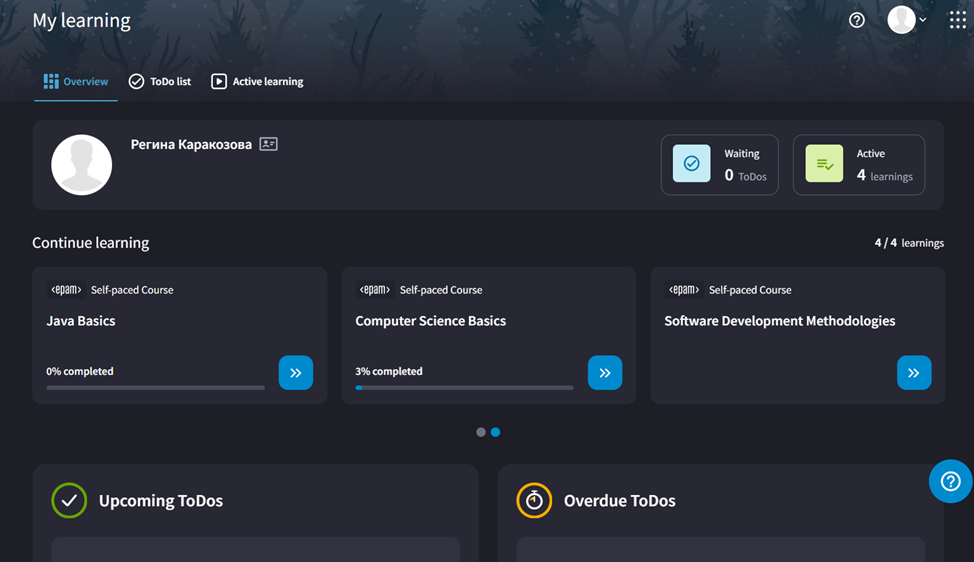 My learning
Overview
ToDo list
Active learning
Регина Каракозова
Waiting
0 ToDos
Active
4 learnings
Continue learning
4 / 4 learnings
<epam> Self-paced Course
Java Basics
0% completed
<epam> Self-paced Course
Computer Science Basics
3% completed
<epam> Self-paced Course
Software Development Methodologies
Upcoming ToDos
Overdue ToDos